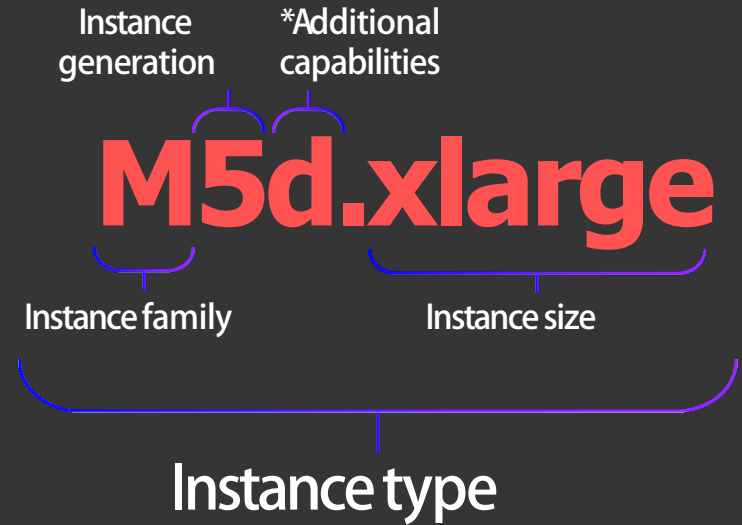 Instance
generation
*Additional
capabilities
M5d.xlarge
Instance family
Instance size
Instance type